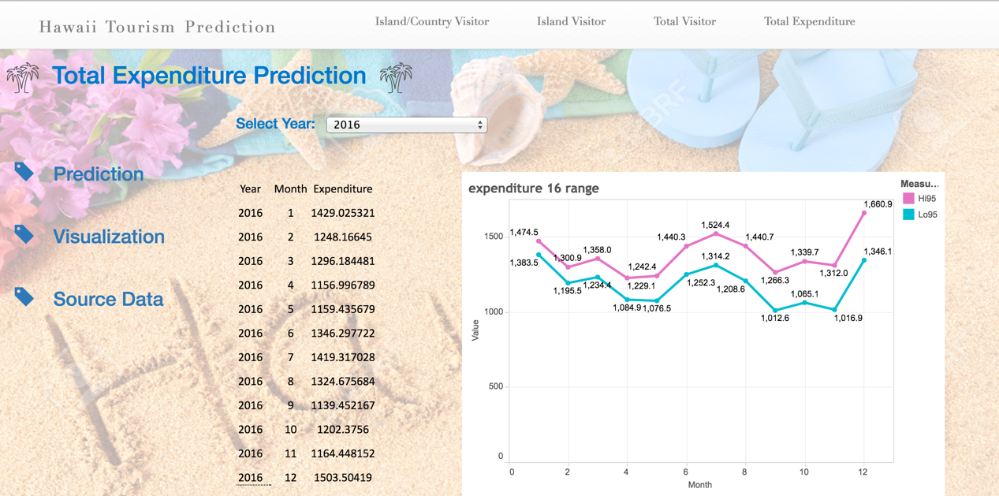 Hawaii Tourism Prediction
Island/Country Visitor
Island Visitor
Total Visitor
Total Expenditure
Total Expenditure Prediction
Select Year: 2016
Prediction
Visualization
Source Data
Year Month Expenditure
2016 1 1429.025321
2016 2 1248.16645
2016 3 1296.184481
2016 4 1156.996789
2016 5 1159.435679
2016 6 1346.297722
2016 7 1419.317028
2016 8 1324.675684
2016 9 1139.452167
2016 10 1202.3756
2016 11 1164.448152
2016 12 1503.50419
expenditure 16 range
Measu...
Hi95
Lo95
1,474.5 1,300.9 1,358.0 1,229.1 1,242.4 1,440.3 1,524.4 1,440.7 1,266.3 1,339.7 1,312.0 1,660.9
1,383.5 1,195.5 1,234.4 1,084.9 1,076.5 1,252.3 1,314.2 1,208.6 1,012.6 1,065.1 1,016.9 1,346.1
1500
1000
500
0
Value
0 2 4 6 8 10 12
Month